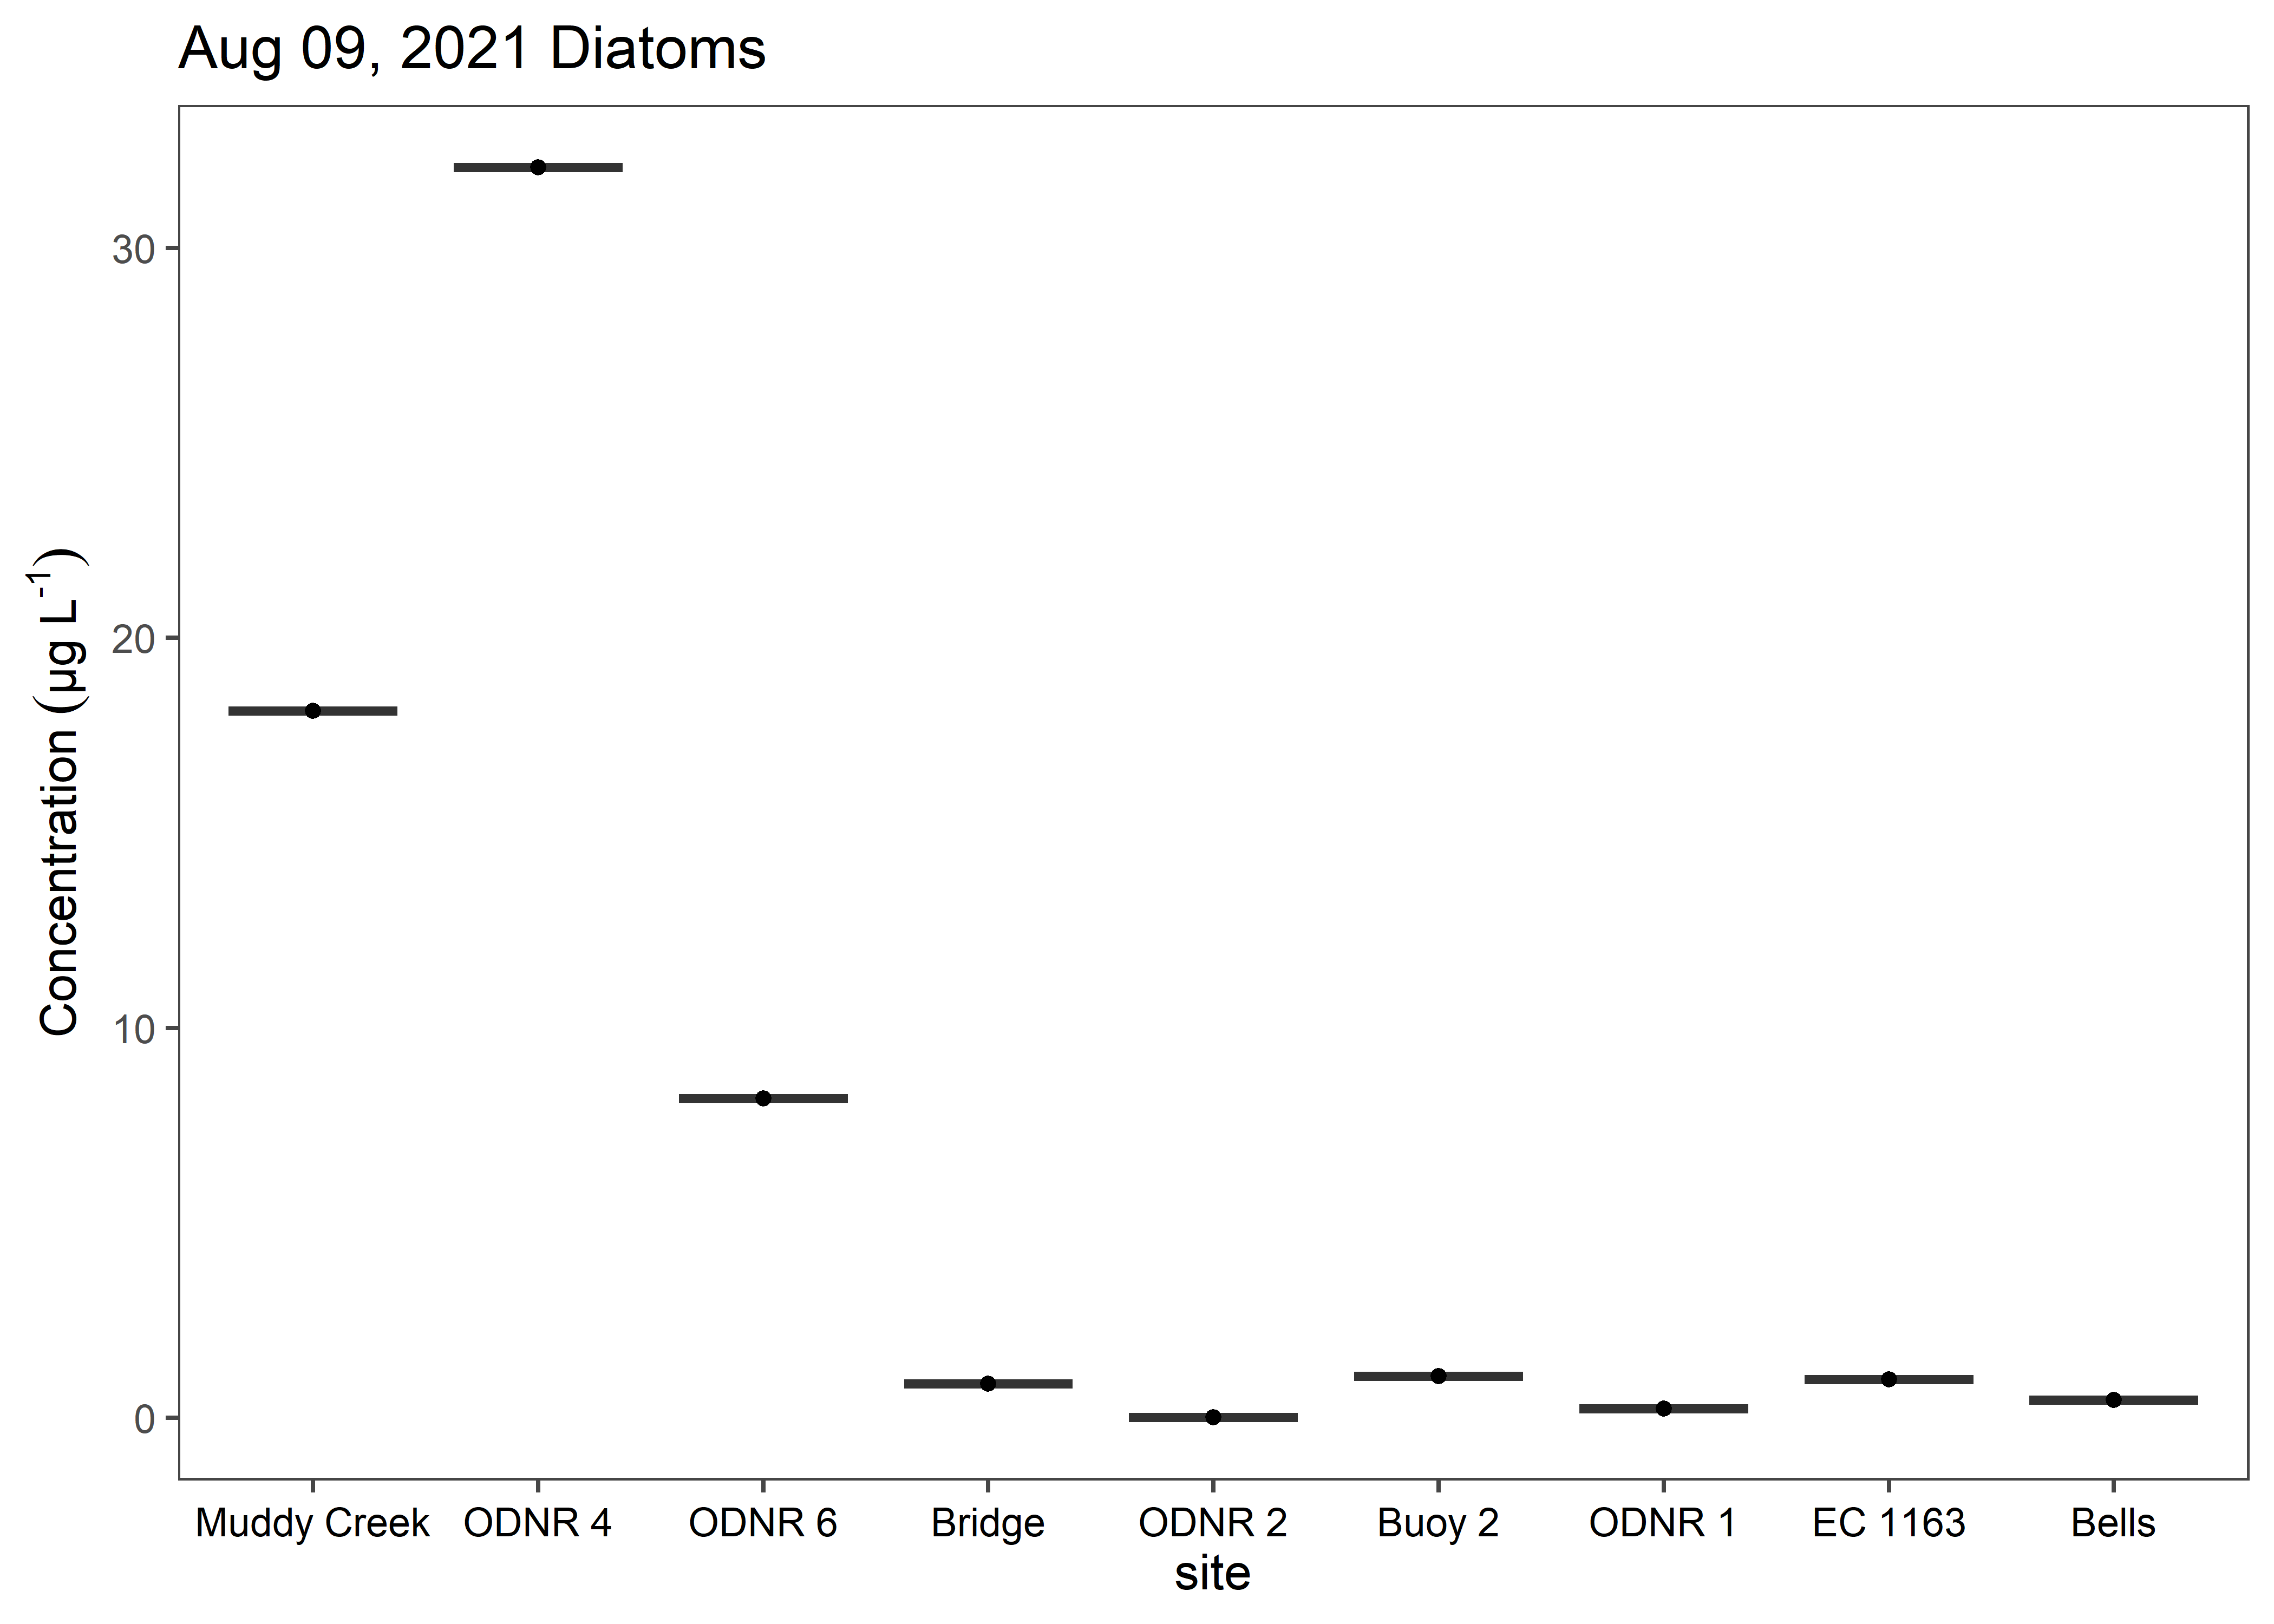 Aug 09, 2021 Diatoms
Concentration (µg L⁻¹)
30
20
10
0
Muddy Creek ODNR 4 ODNR 6 Bridge ODNR 2 Buoy 2 ODNR 1 EC 1163 Bells
site